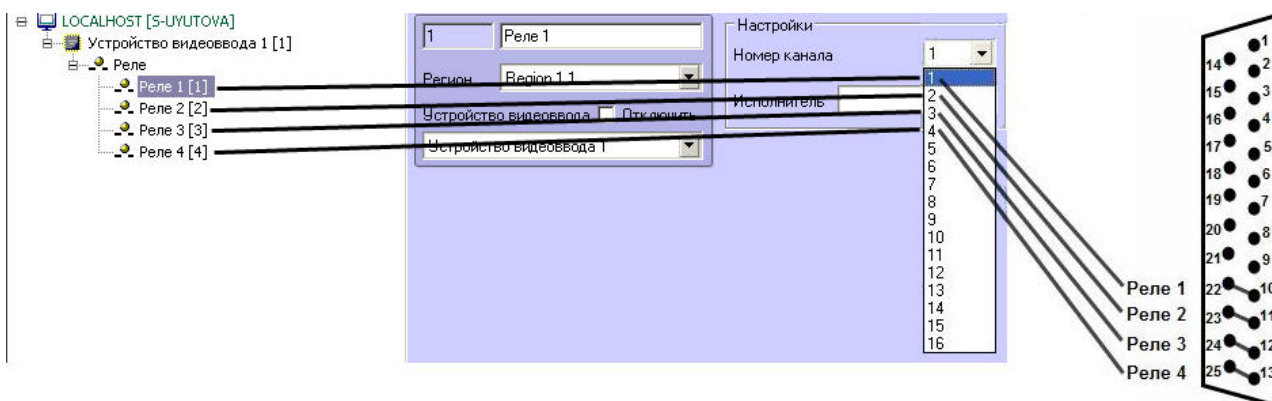 LOCALHOST [S-UYUTOVA]
Устройство видеоввода 1 [1]
Реле
Реле 1 [1]
Реле 2 [2]
Реле 3 [3]
Реле 4 [4]
1
Реле 1
Регион
Region 1.1
Устройство видеоввода
Отключить
Устройство видеоввода 1
Настройки
Номер канала
1
Исполнитель
1
2
3
4
5
6
7
8
9
10
11
12
13
14
15
16
Реле 1
Реле 2
Реле 3
Реле 4
1
14
2
15
3
16
4
17
5
18
6
19
7
20
8
21
9
22
10
23
11
24
12
25
13